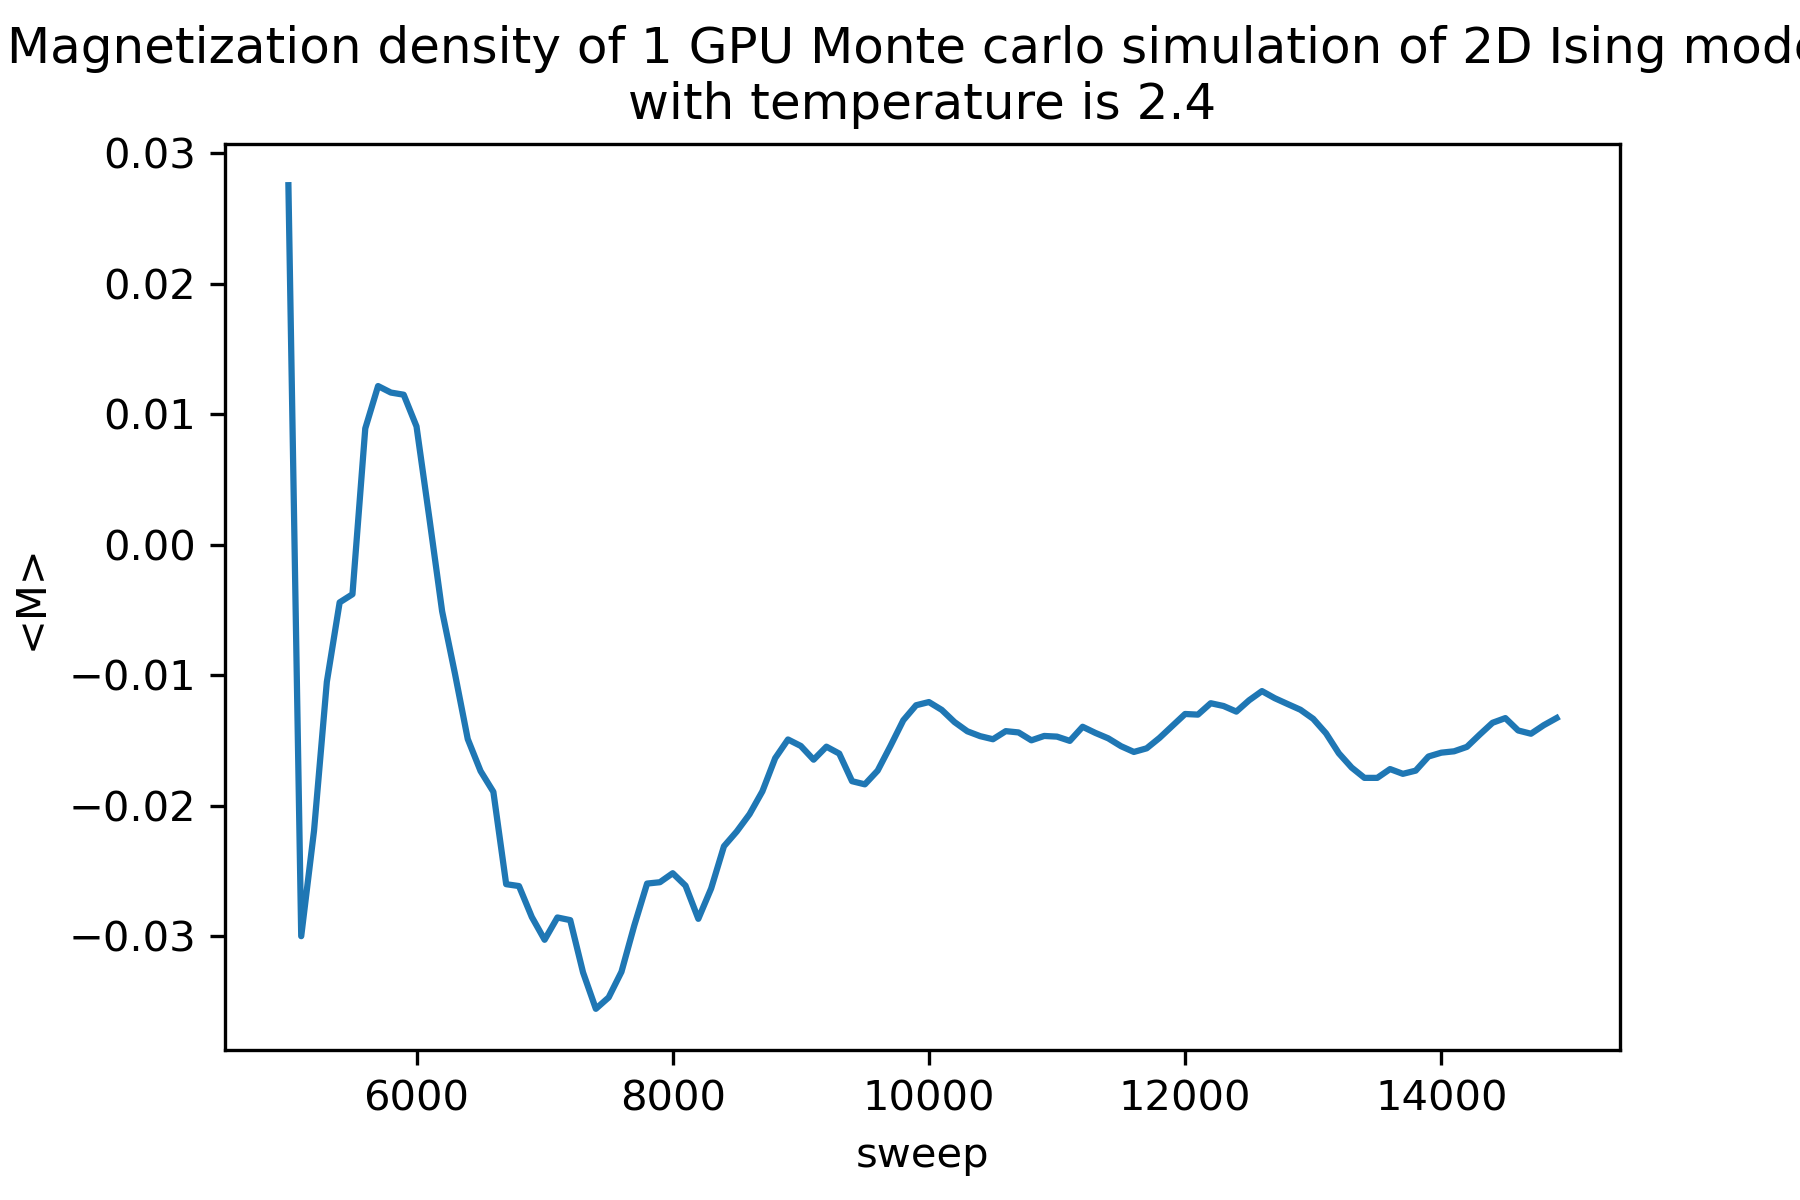 Magnetization density of 1 GPU Monte carlo simulation of 2D Ising
with temperature is 2.4
0.03
0.02
0.01
0.00
−0.01
−0.02
−0.03
<M>
6000 8000 10000 12000 14000
sweep